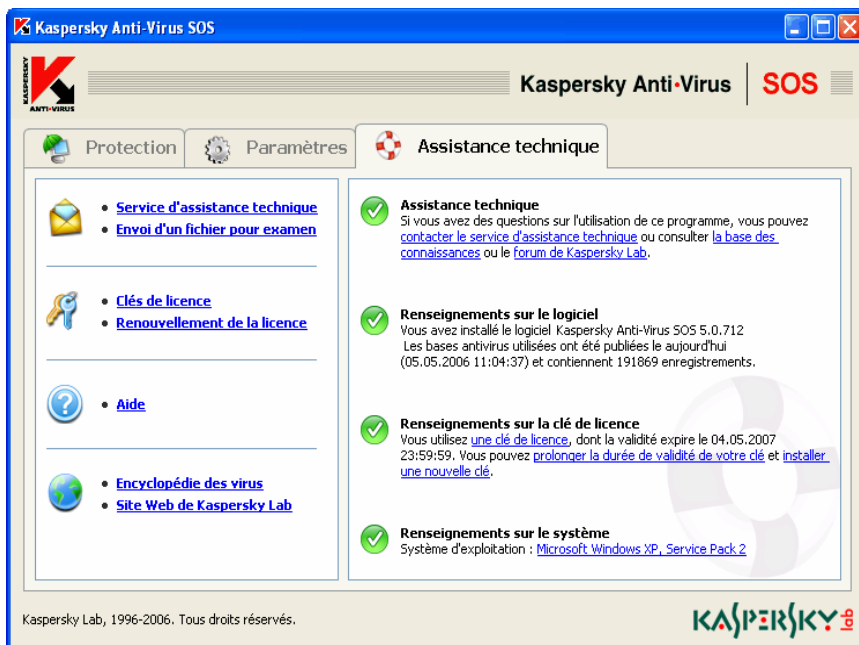 Kaspersky Anti-Virus SOS
KASPERSKY
ANTI•VIRUS
Kaspersky Anti•Virus
SOS
Protection
Paramètres
Assistance technique
Service d'assistance technique
Envoi d'un fichier pour examen
Clés de licence
Renouvellement de la licence
Aide
Encyclopédie des virus
Site Web de Kaspersky Lab
Assistance technique
Si vous avez des questions sur l'utilisation de ce programme, vous pouvez
contacter le service d'assistance technique ou consulter la base des
connaissances ou le forum de Kaspersky Lab.
Renseignements sur le logiciel
Vous avez installé le logiciel Kaspersky Anti-Virus SOS 5.0.712
Les bases antivirus utilisées ont été publiées le aujourd'hui
(05.05.2006 11:04:37) et contiennent 191869 enregistrements.
Renseignements sur la clé de licence
Vous utilisez une clé de licence, dont la validité expire le 04.05.2007
23:59:59. Vous pouvez prolonger la durée de validité de votre clé et installer
une nouvelle clé.
Renseignements sur le système
Système d'exploitation : Microsoft Windows XP, Service Pack 2
Kaspersky Lab, 1996-2006. Tous droits réservés.
KASPERSKY lab